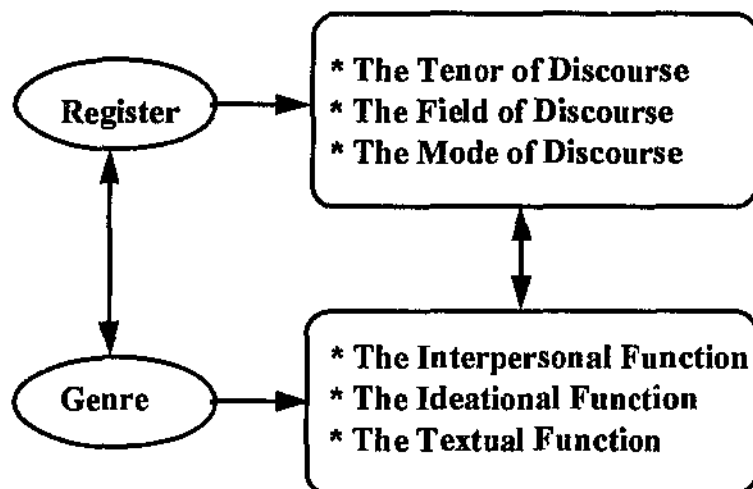 Register
* The Tenor of Discourse
* The Field of Discourse
* The Mode of Discourse
Genre
* The Interpersonal Function
* The Ideational Function
* The Textual Function